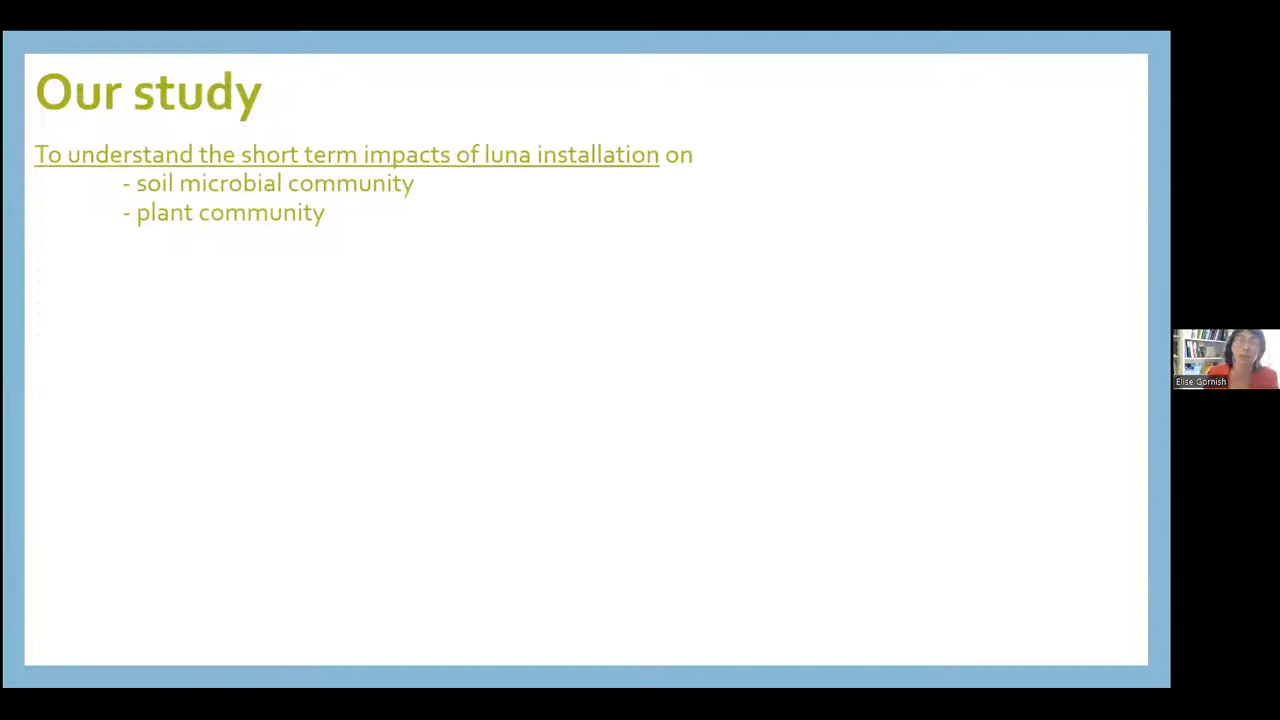 Our study
To understand the short term impacts of luna installation on
- soil microbial community
- plant community
Elise Gornish